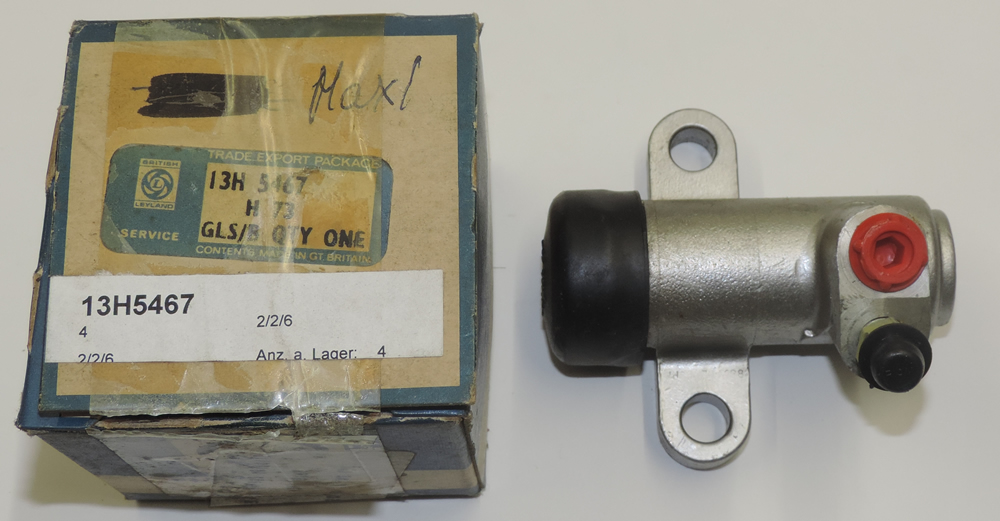 Maxi
BRITISH
LEYLAND
TRADE EXPORT PACKAGE
13H 5467
H 73
GLS/B QTY ONE
SERVICE
CONTENTS MADE IN GT. BRITAIN
13H5467
4
2/2/6
2/2/6
Anz. a. Lager: 4